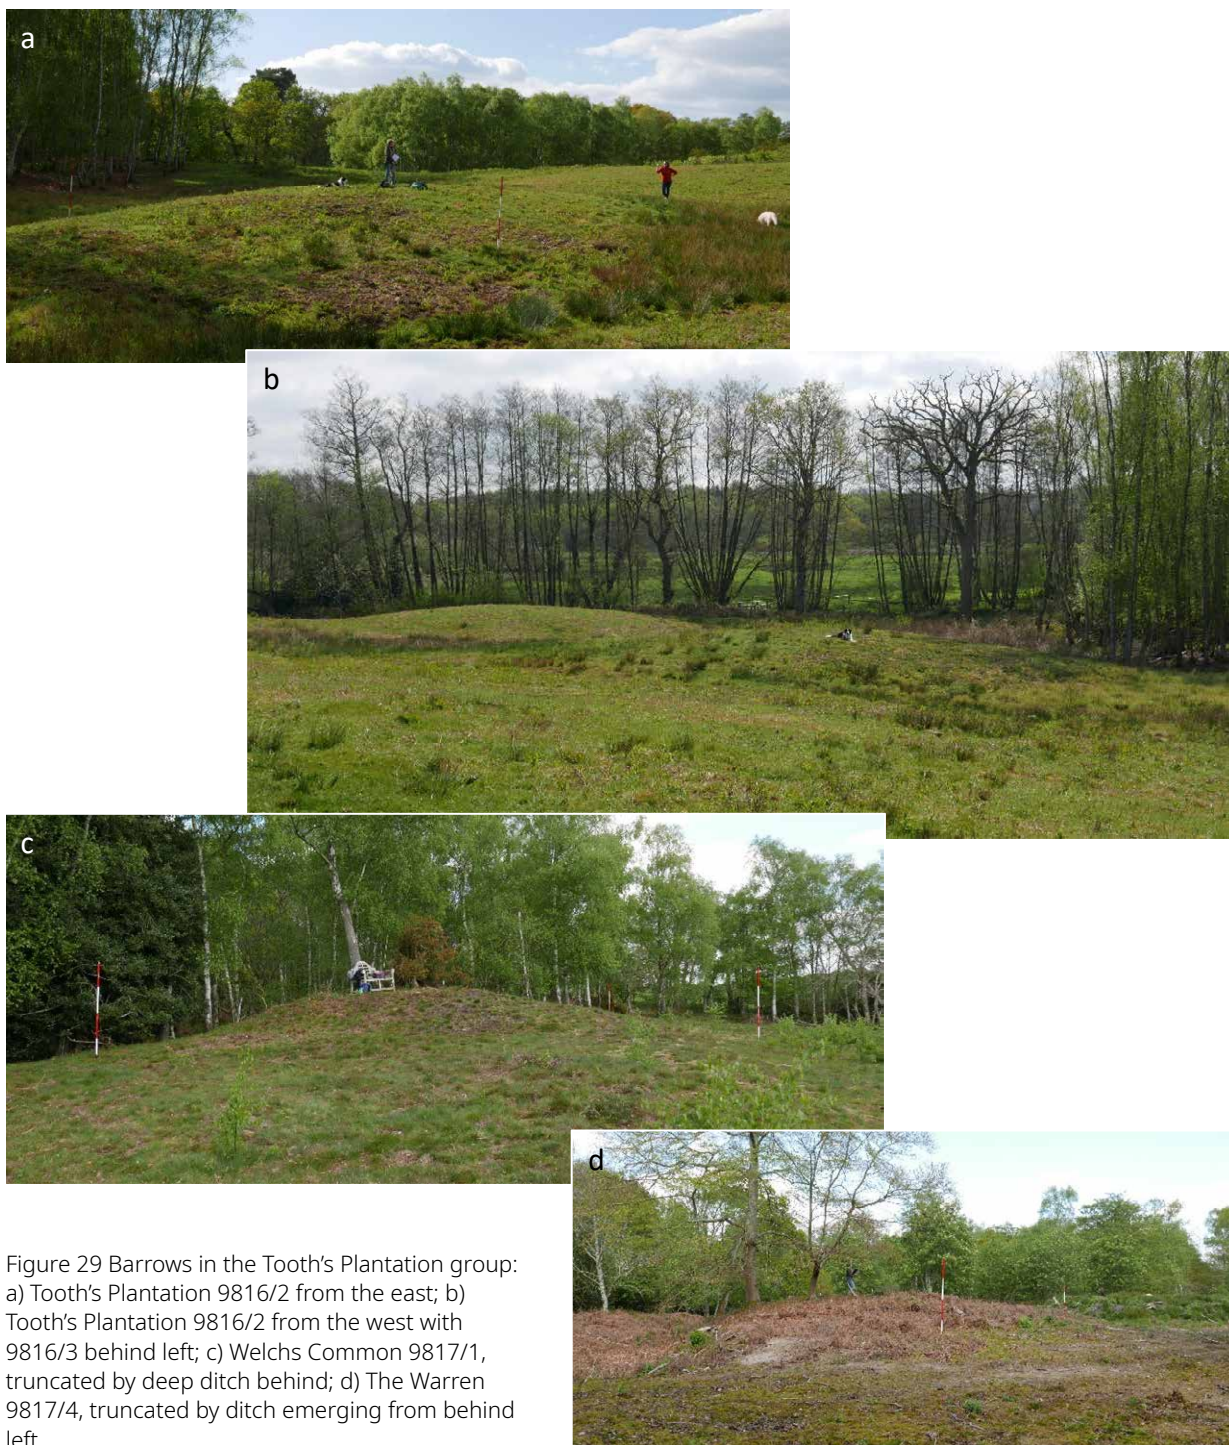 a
b
c
d
Figure 29 Barrows in the Tooth’s Plantation group:
a) Tooth’s Plantation 9816/2 from the east; b)
Tooth’s Plantation 9816/2 from the west with
9816/3 behind left; c) Welchs Common 9817/1,
truncated by deep ditch behind; d) The Warren
9817/4, truncated by ditch emerging from behind
left